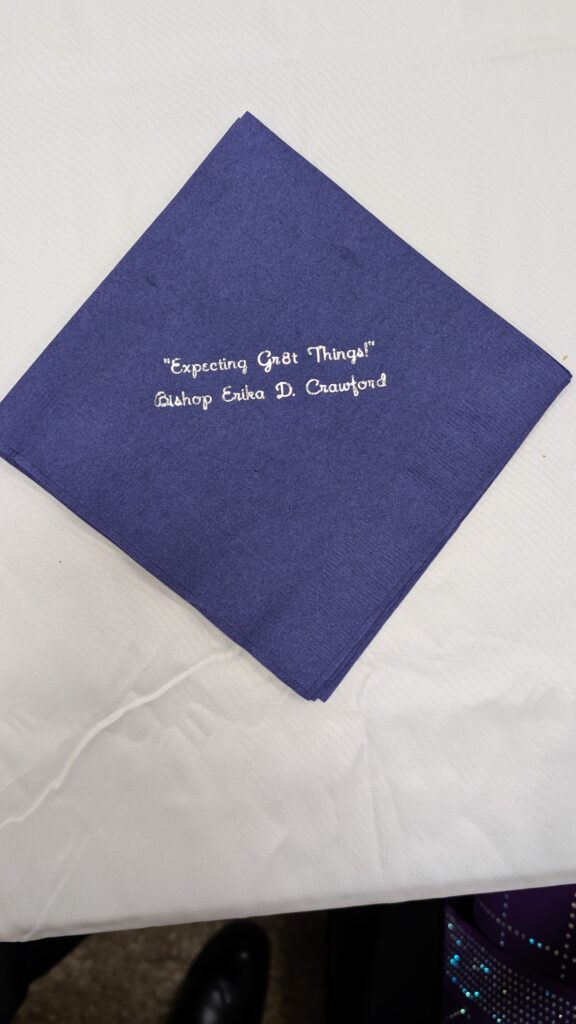 "Expecting Gr8t Things!"
Bishop Erika D. Crawford